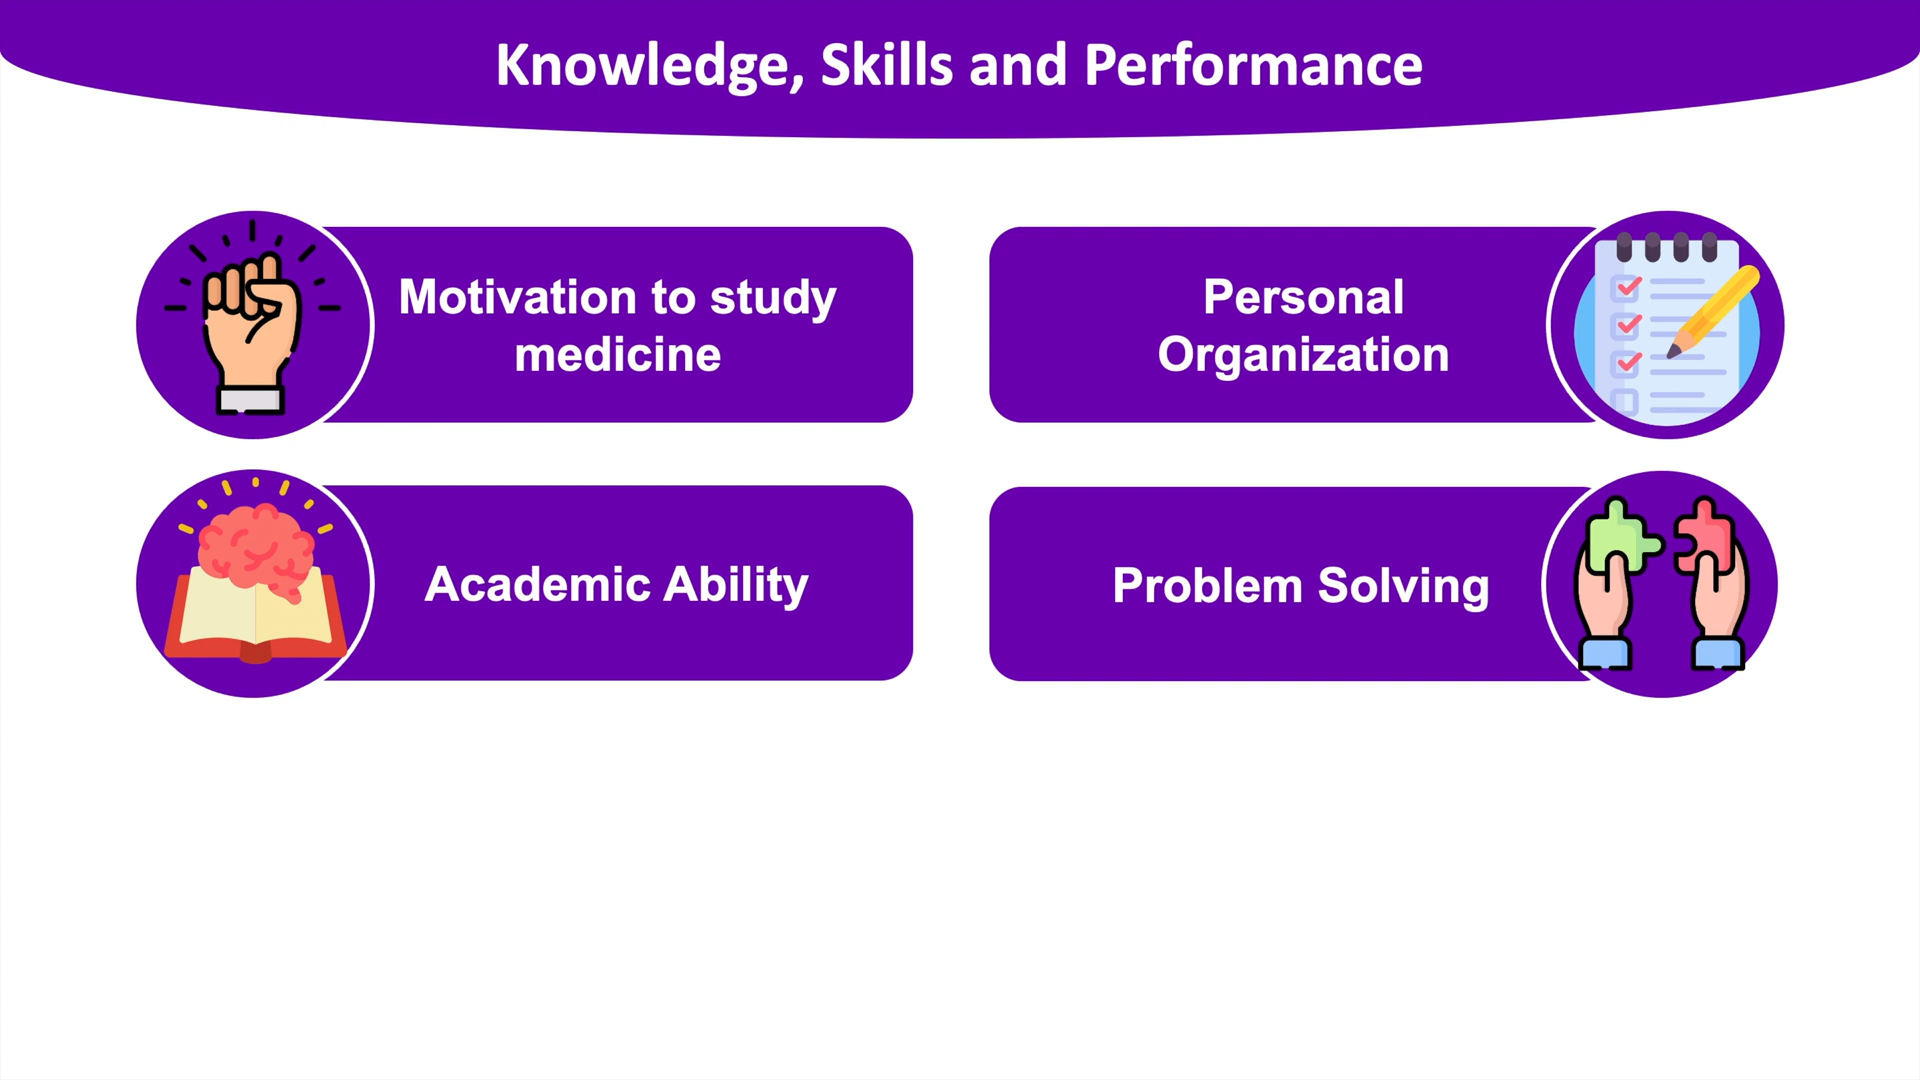 Knowledge, Skills and Performance
Motivation to study
medicine
Personal
Organization
Academic Ability
Problem Solving